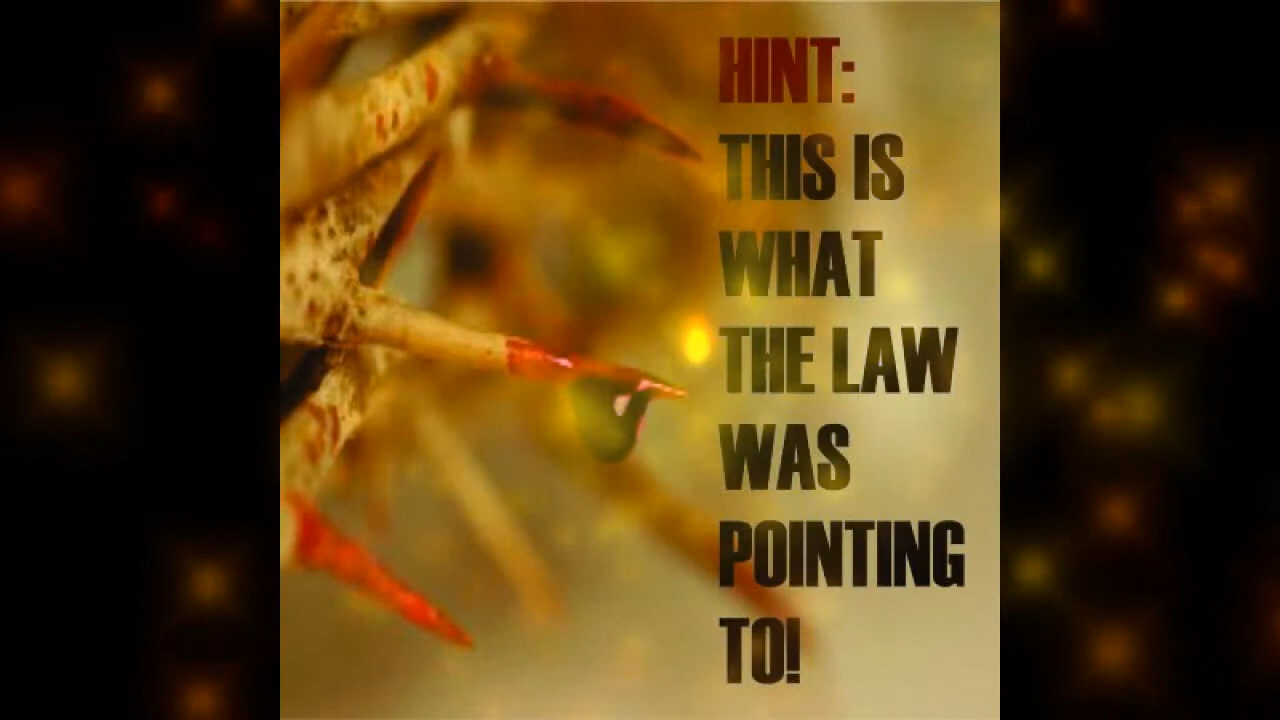 HINT:
THIS IS
WHAT
THE LAW
WAS
POINTING
TO!